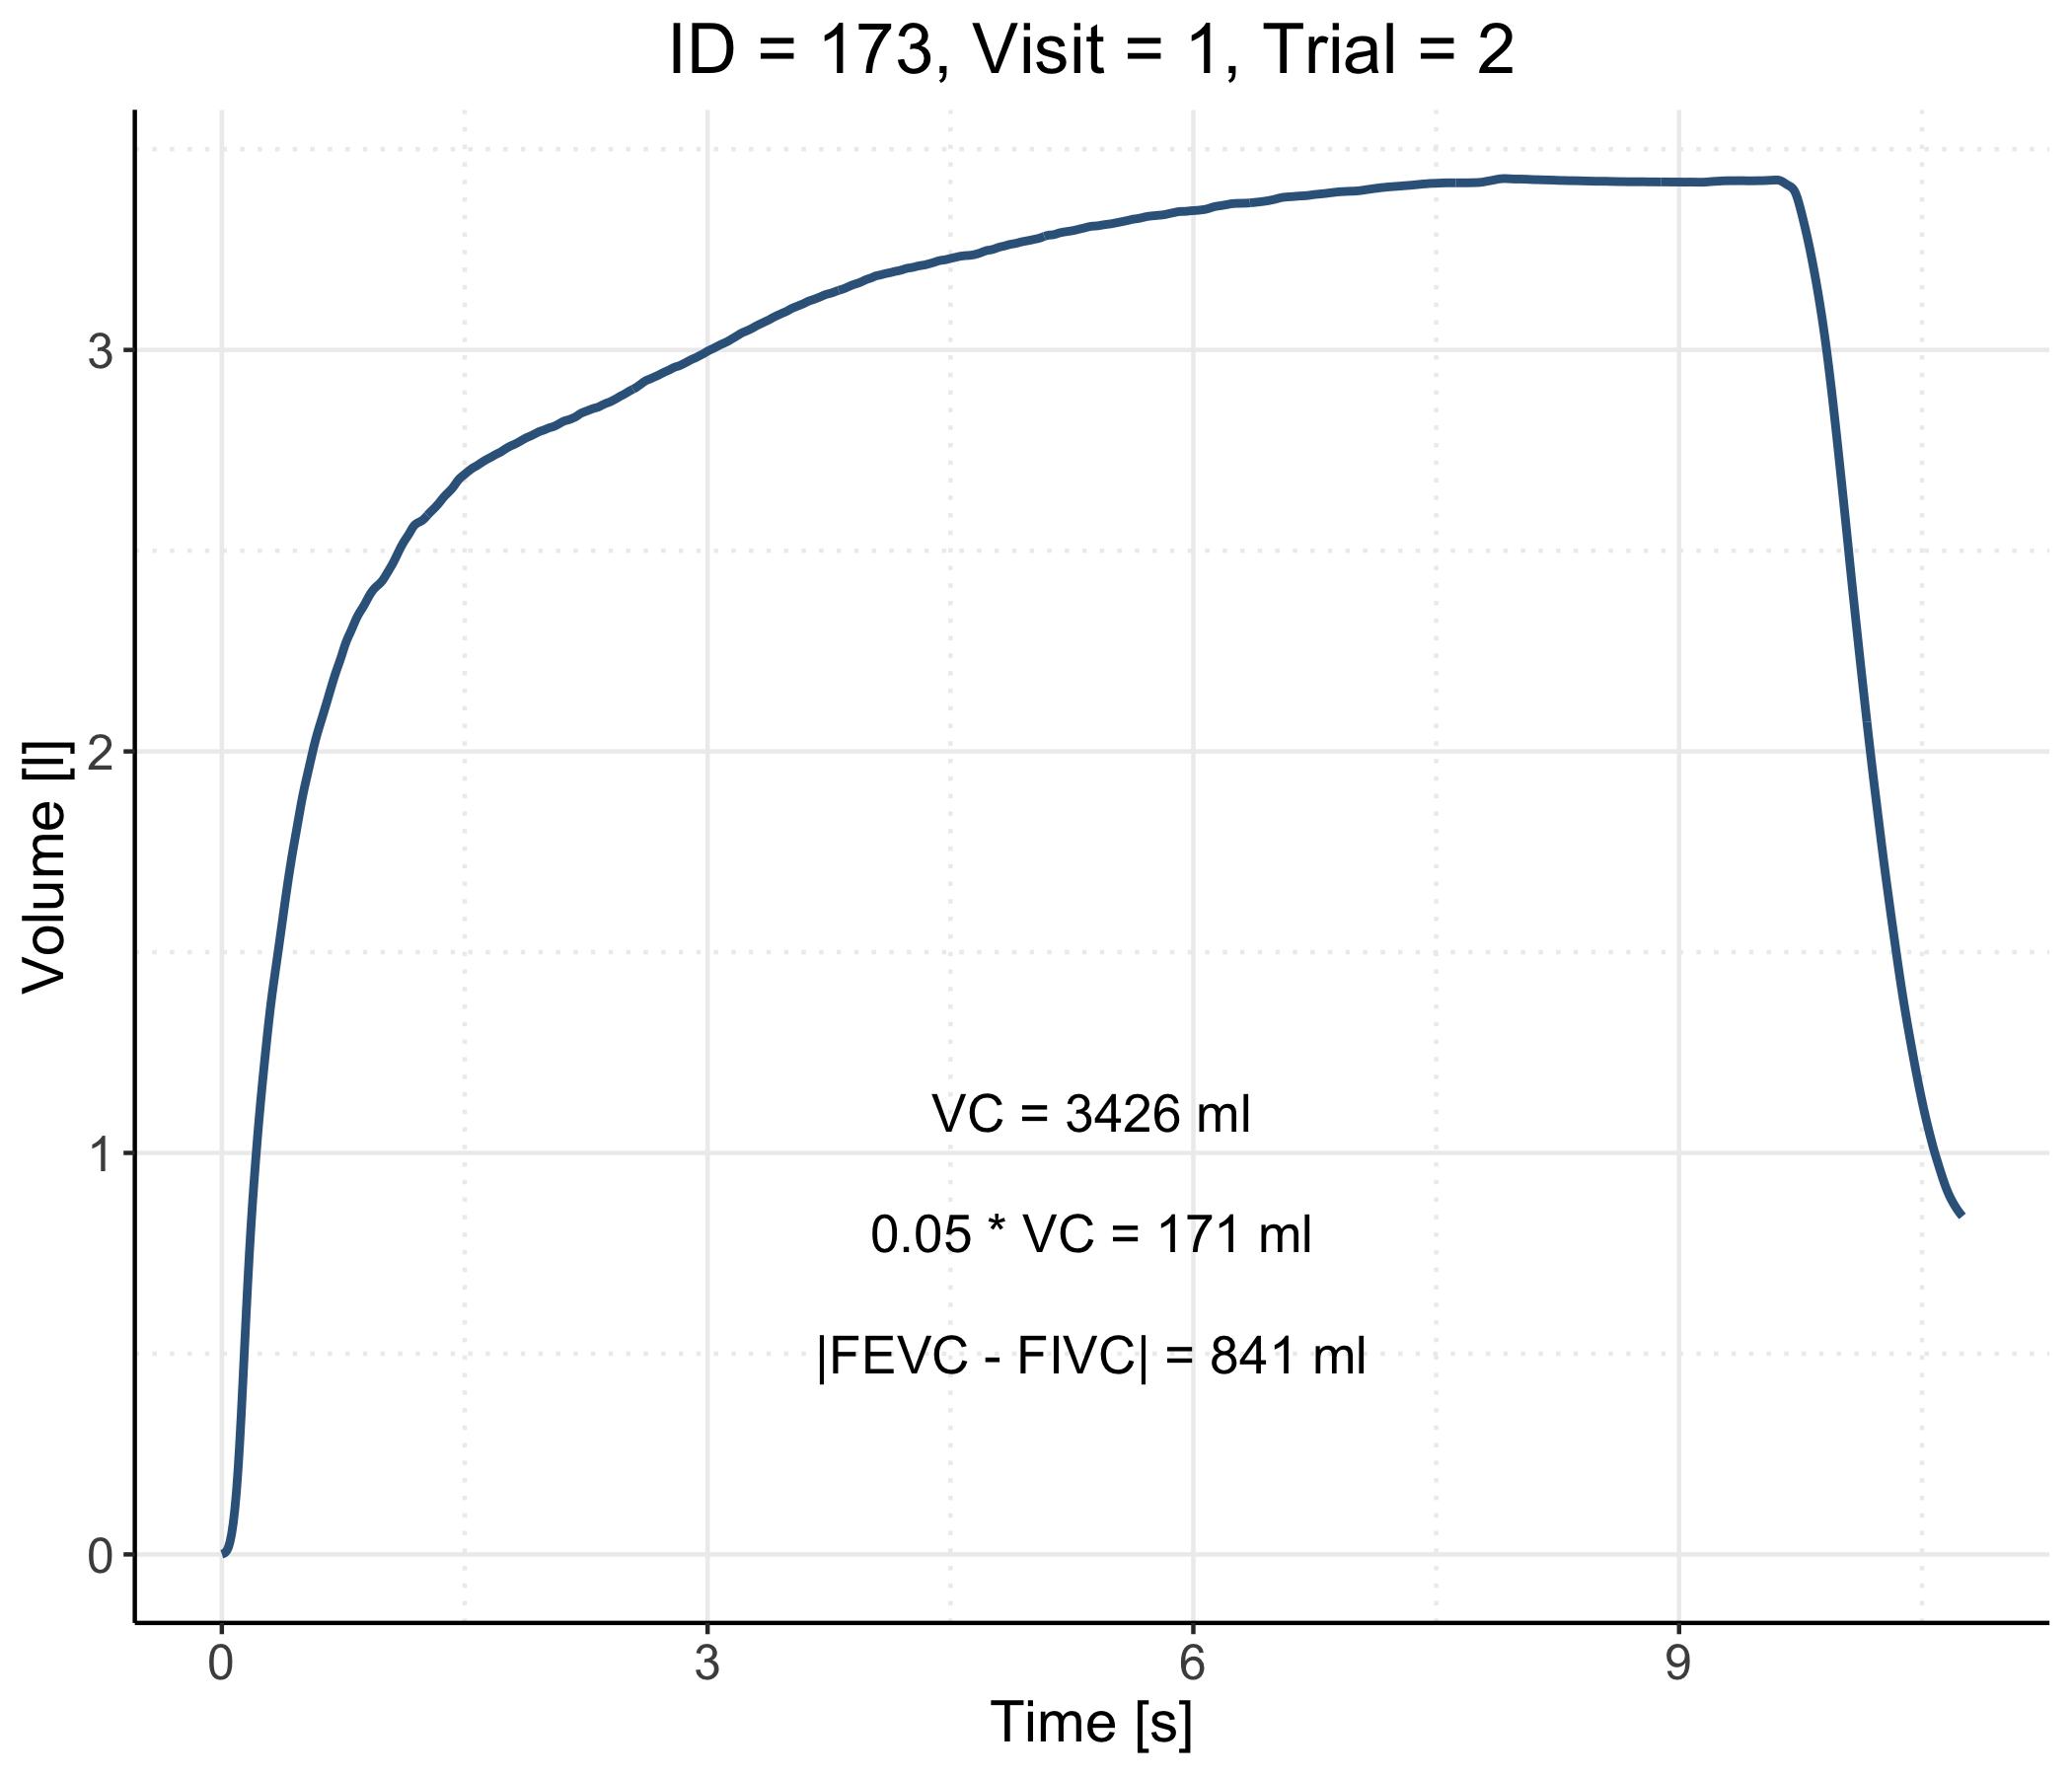 ID = 173, Visit = 1, Trial = 2
Volume [l]
3
2
1
0
VC = 3426 ml
0.05 * VC = 171 ml
|FEVC - FIVC| = 841 ml
0 3 6 9
Time [s]